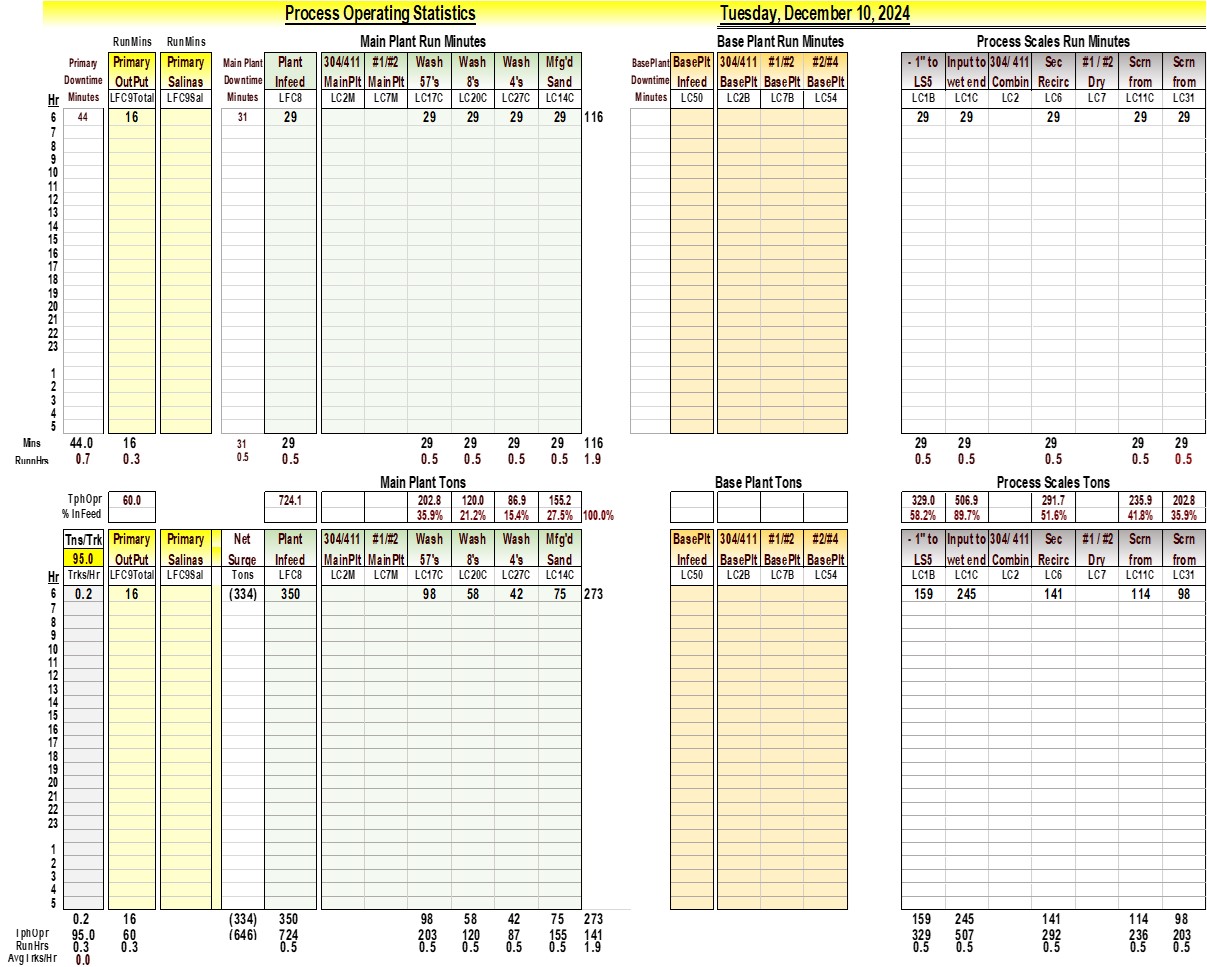 Process Operating Statistics Tuesday, December 10, 2024
RunMins RunMins Main Plant Run Minutes Base Plant Run Minutes Process Scales Run Minutes
Primary Primary Primary Main Plant Plant 304/411 #1/#2 Wash Wash Wash Mfg'd BasePlant BasePlt 304/411 #1/#2 #2/#4 - 1" to Input to 304/ 411 Sec #1 / #2 Scrn Scrn
Downtime OutPut Salinas Downtime Infeed MainPlt MainPlt 57's 8's 4's Sand Downtime Infeed BasePlt BasePlt BasePlt LS5 wet end Combin Recirc Dry from from
Hr Minutes LFC9Total LFC9Sal Minutes LFC8 LC2M LC7M LC17C LC20C LC27C LC14C Minutes LC50 LC2B LC7B LC54 LC1B LC1C LC2 LC6 LC7 LC11C LC31
6 44 16 31 29 29 29 29 29 116 29 29 29 29 29
7
8
9
10
11
12
13
14
15
16
17
18
19
20
21
22
23
1
2
3
4
5
Mins 44.0 16 31 29 29 29 29 29 116 29 29 29 29 29
RunnHrs 0.7 0.3 0.5 0.5 0.5 0.5 0.5 0.5 1.9 0.5 0.5 0.5 0.5 0.5
Main Plant Tons Base Plant Tons Process Scales Tons
TphOpr 60.0 724.1 202.8 120.0 86.9 155.2 329.0 506.9 291.7 235.9 202.8
% InFeed 35.9% 21.2% 15.4% 27.5% 100.0% 58.2% 89.7% 51.6% 41.8% 35.9%
Tns/Trk Primary Primary Net Plant 304/411 #1/#2 Wash Wash Wash Mfg'd BasePlt 304/411 #1/#2 #2/#4 - 1" to Input to 304/ 411 Sec #1 / #2 Scrn Scrn
95.0 OutPut Salinas Surge Infeed MainPlt MainPlt 57's 8's 4's Sand Infeed BasePlt BasePlt BasePlt LS5 wet end Combin Recirc Dry from from
Hr Trks/Hr LFC9Total LFC9Sal Tons LFC8 LC2M LC7M LC17C LC20C LC27C LC14C LC50 LC2B LC7B LC54 LC1B LC1C LC2 LC6 LC7 LC11C LC31
6 0.2 16 (334) 350 98 58 42 75 273 159 245 141 114 98
7
8
9
10
11
12
13
14
15
16
17
18
19
20
21
22
23
1
2
3
4
5
0.2 16 (334) 350 98 58 42 75 273 159 245 141 114 98
TphOpr 95.0 60 (646) 724 203 120 87 155 141 329 507 292 236 203
RunHrs 0.3 0.3 0.5 0.5 0.5 0.5 0.5 1.9 0.5 0.5 0.5 0.5 0.5
AvgTrks/Hr 0.0